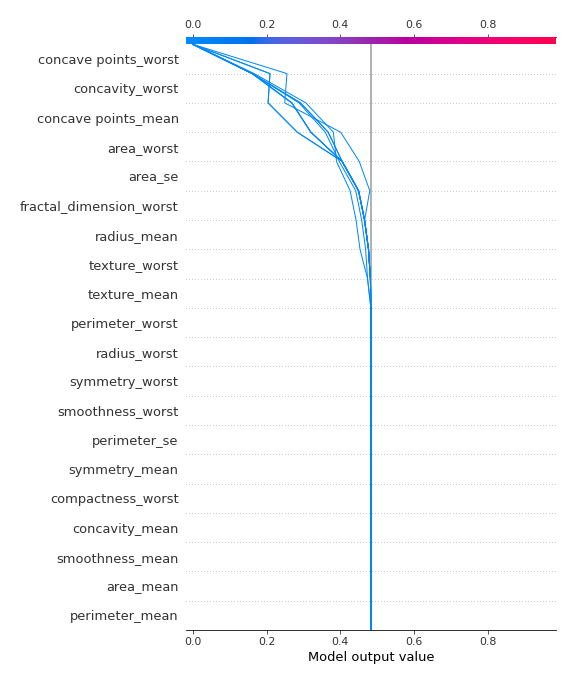 0.0 0.2 0.4 0.6 0.8
concave points_worst
concavity_worst
concave points_mean
area_worst
area_se
fractal_dimension_worst
radius_mean
texture_worst
texture_mean
perimeter_worst
radius_worst
symmetry_worst
smoothness_worst
perimeter_se
symmetry_mean
compactness_worst
concavity_mean
smoothness_mean
area_mean
perimeter_mean
0.0 0.2 0.4 0.6 0.8
Model output value